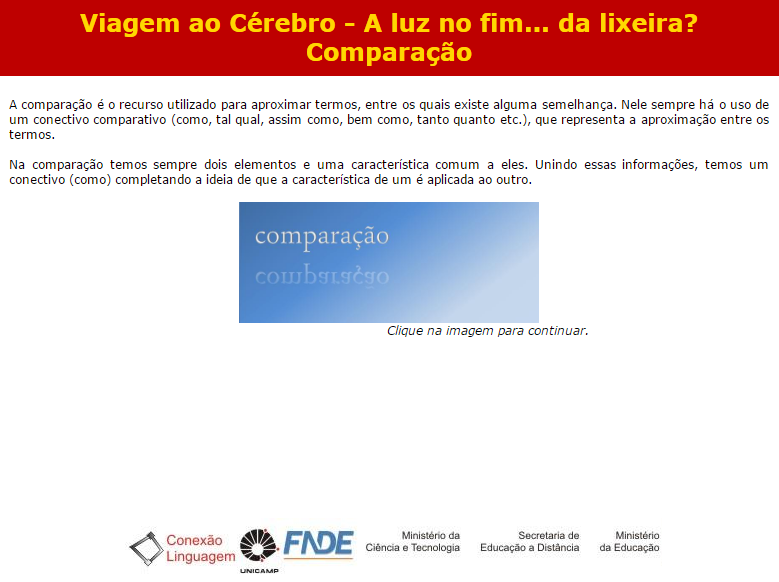 Viagem ao Cérebro - A luz no fim... da lixeira?
Comparação
A comparação é o recurso utilizado para aproximar termos, entre os quais existe alguma semelhança. Nele sempre há o uso de
um conectivo comparativo (como, tal qual, assim como, bem como, tanto quanto etc.), que representa a aproximação entre os
termos.
Na comparação temos sempre dois elementos e uma característica comum a eles. Unindo essas informações, temos um
conectivo (como) completando a ideia de que a característica de um é aplicada ao outro.
comparação
comparação
Clique na imagem para continuar.
Conexão
Linguagem
UNICAMP
FNDE
Ministério da
Ciência e Tecnologia
Secretaria de
Educação a Distância
Ministério
da Educação